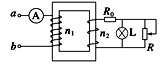 a A R₀
n₁ n₂ L
b R